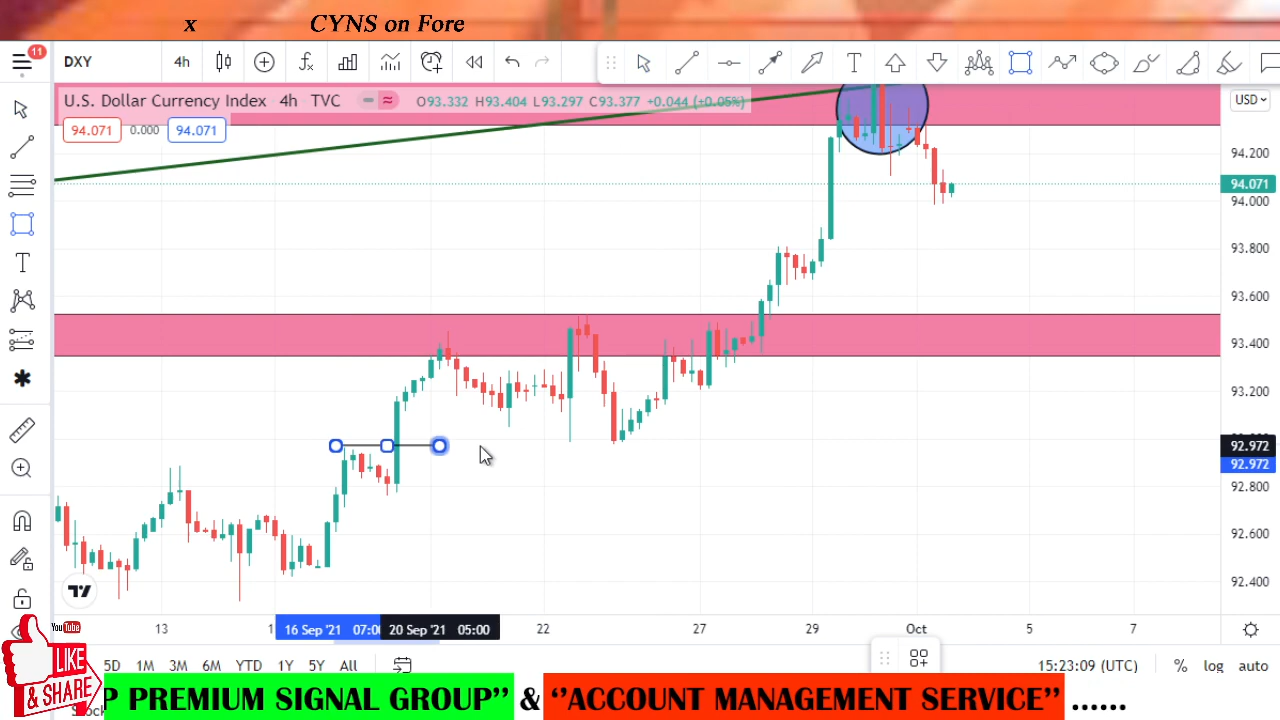 x CYNS on Fore
11
DXY 4h
U.S. Dollar Currency Index 4h TVC O93.332 H93.404 L93.297 C93.377 +0.044 (+0.05%)
USD
94.071 0.000 94.071
94.200
94.071
94.000
93.800
93.600
93.400
93.200
92.972
92.972
92.800
92.600
92.400
13 16 Sep '21 07:00 20 Sep '21 05:00 22 27 29 Oct 5 7
YouTube
LIKE
& SHARE
5D 1M 3M 6M YTD 1Y 5Y All 15:23:09 (UTC) % log auto
P PREMIUM SIGNAL GROUP’’ & ‘’ACCOUNT MANAGEMENT SERVICE’’ ......